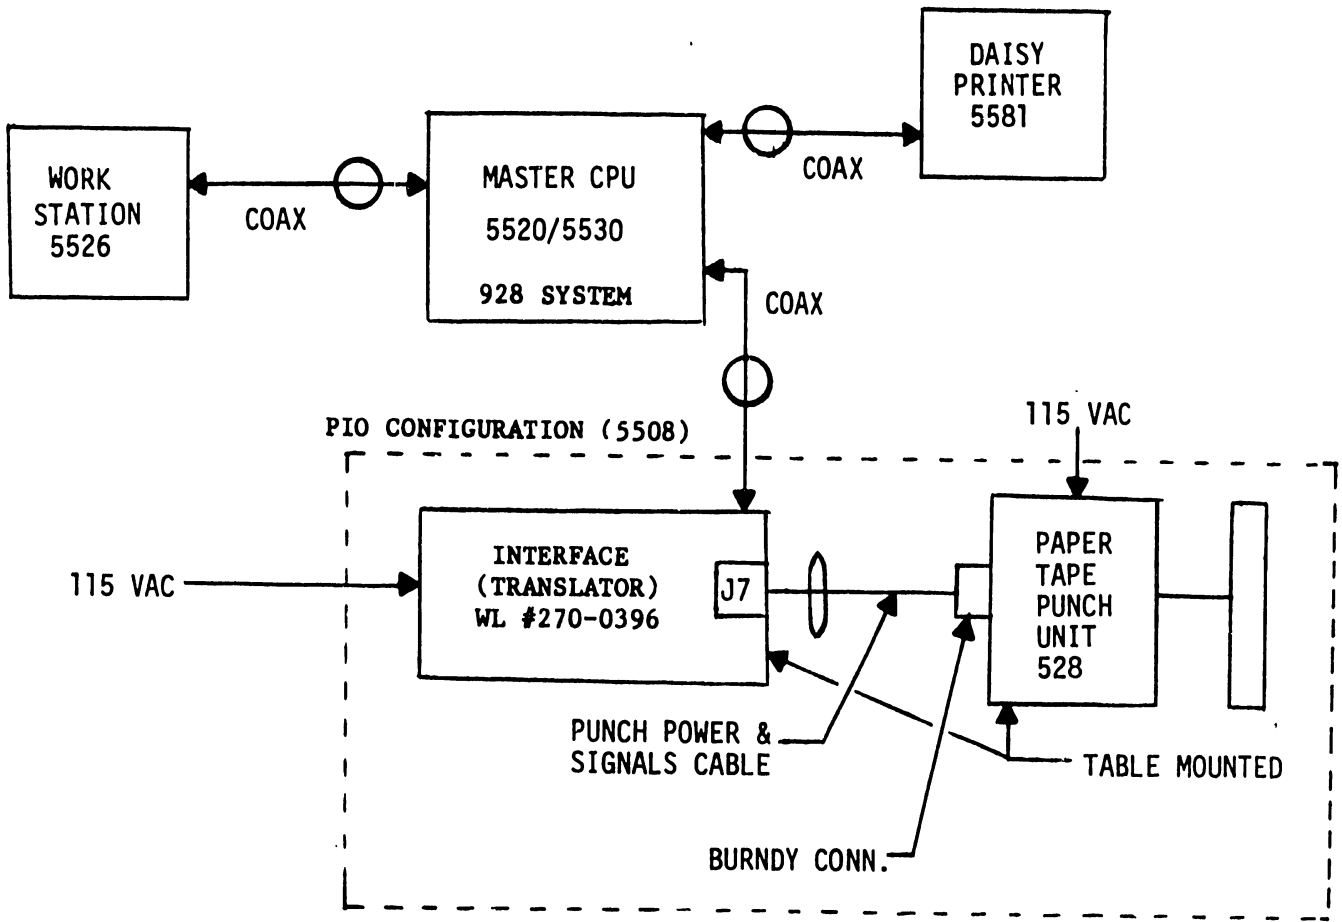 DAISY
PRINTER
5581
WORK
STATION
5526
COAX
MASTER CPU
5520/5530
928 SYSTEM
COAX
COAX
PIO CONFIGURATION (5508)
115 VAC
115 VAC
INTERFACE
(TRANSLATOR)
WL #270-0396
J7
PAPER
TAPE
PUNCH
UNIT
528
PUNCH POWER &
SIGNALS CABLE
TABLE MOUNTED
BURNDY CONN.